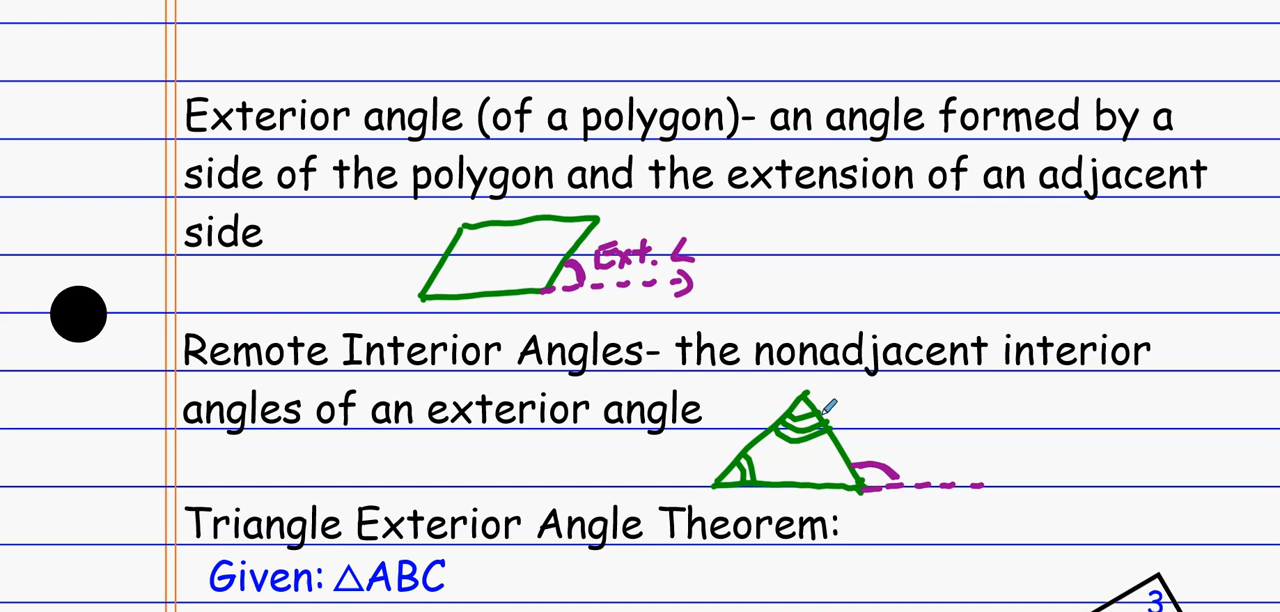 Exterior angle (of a polygon)- an angle formed by a
side of the polygon and the extension of an adjacent
side
Ext. ∠
Remote Interior Angles- the nonadjacent interior
angles of an exterior angle
Triangle Exterior Angle Theorem:
Given: △ABC
3